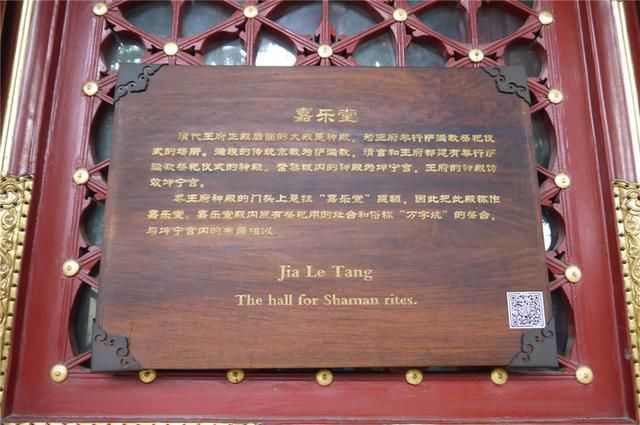 嘉乐堂
清代王府正殿后面的大殿是神殿，为王府举行萨满教祭祀仪
式的场所。满族的传统宗教为萨满教，清宫和王府都建有举行萨
满教祭祀仪式的神殿。紫禁城内的神殿为坤宁宫，王府的神殿仿
效坤宁宫。
恭王府神殿的门头上是挂“嘉乐堂”匾额，因此把此殿称作
嘉乐堂。嘉乐堂殿内原有祭祀用的灶台和俗称“万字炕”的祭台，
与坤宁宫内的布局相似。
Jia Le Tang
The hall for Shaman rites.